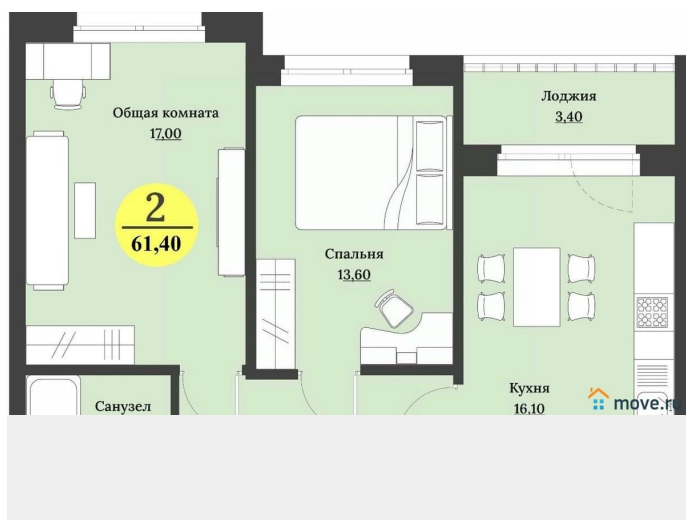 Общая комната
17,00
2
61,40
Спальня
13,60
Лоджия
3,40
Санузел
Кухня
16,10
move.ru